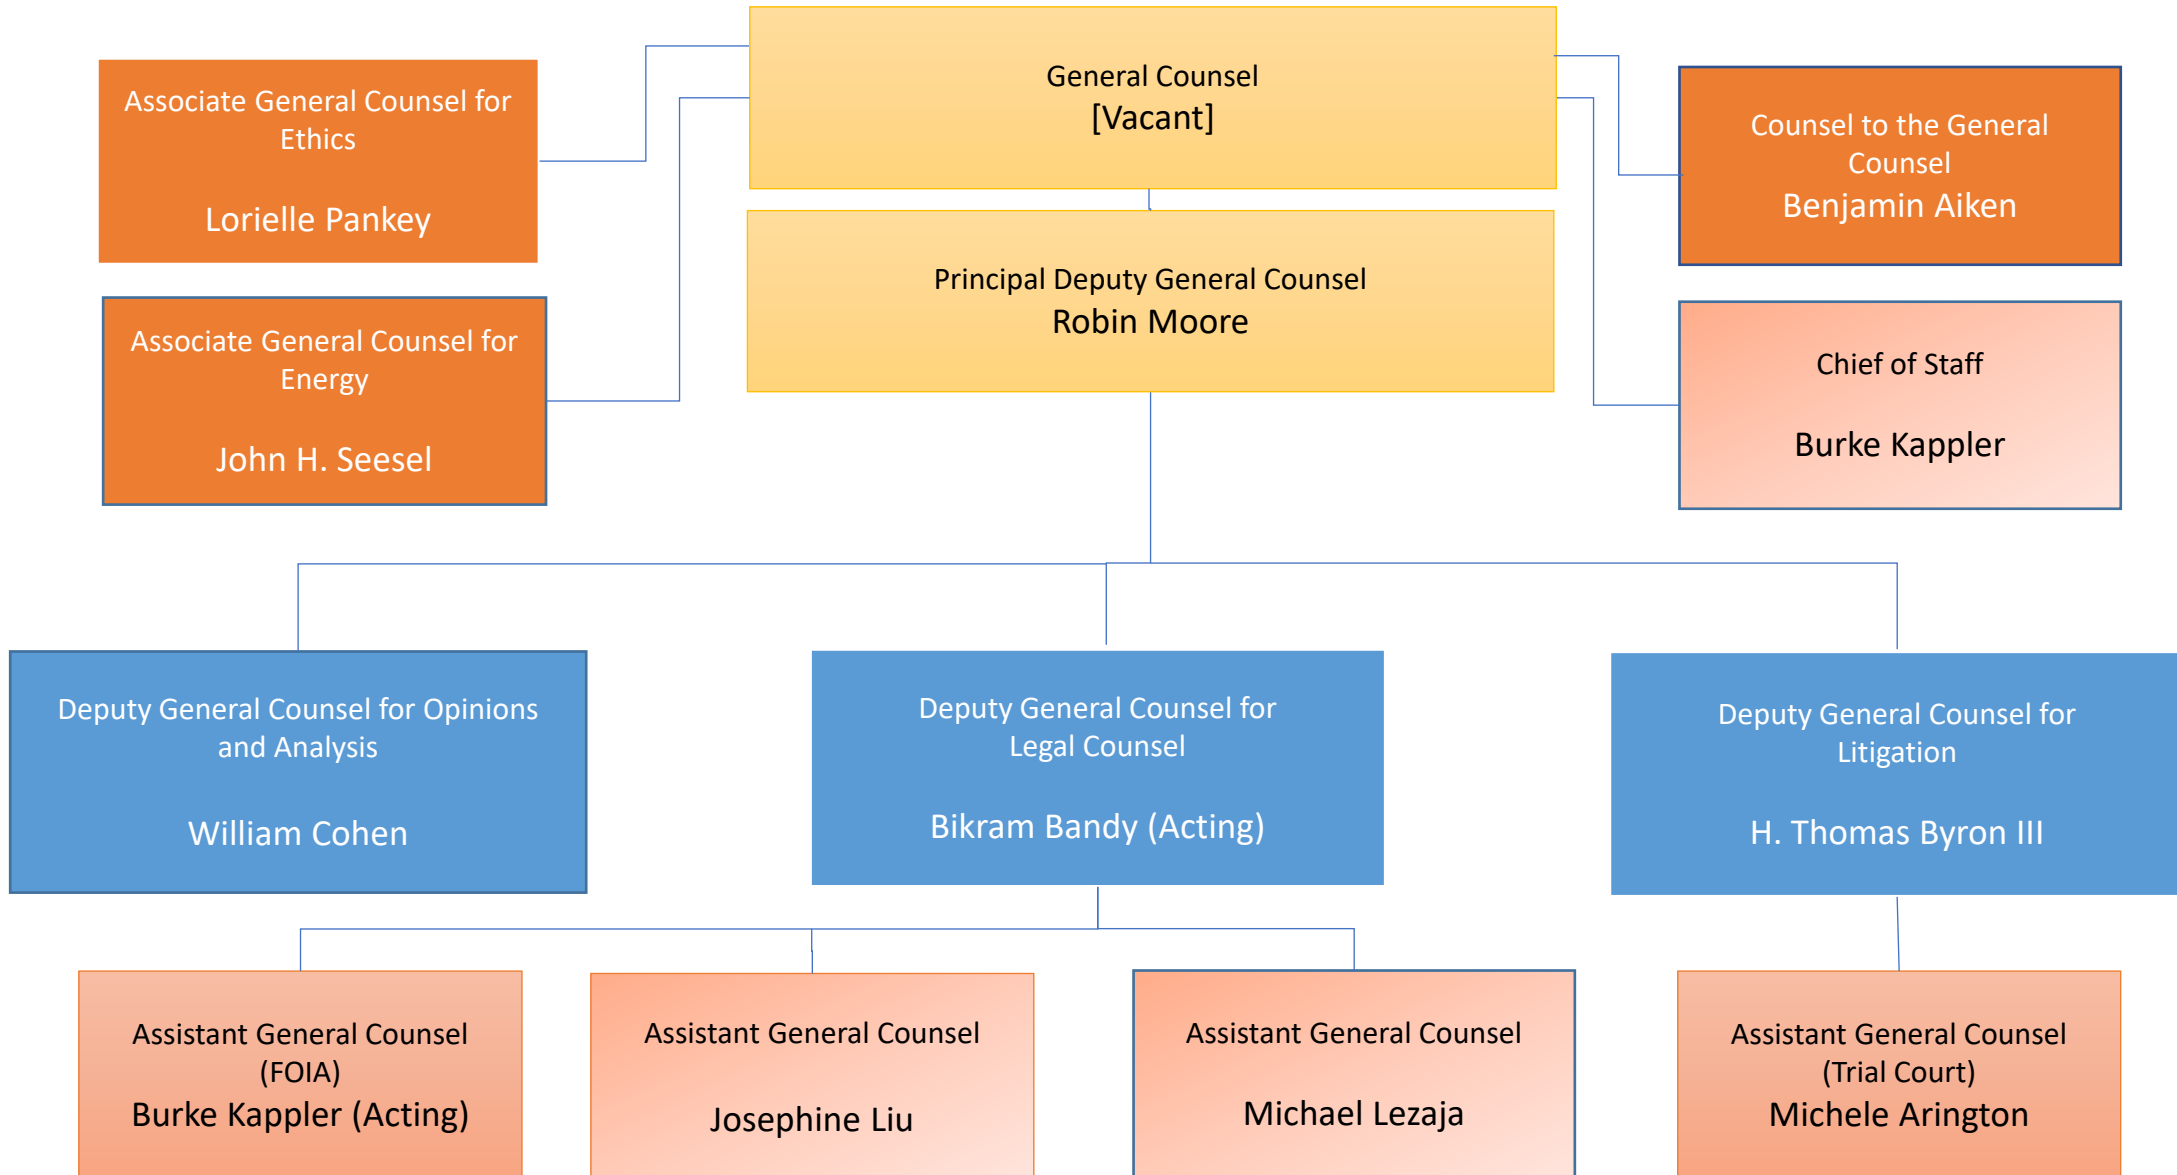 General Counsel
[Vacant]
Associate General Counsel for
Ethics
Lorielle Pankey
Counsel to the General
Counsel
Benjamin Aiken
Principal Deputy General Counsel
Robin Moore
Associate General Counsel for
Energy
John H. Seesel
Chief of Staff
Burke Kappler
Deputy General Counsel for Opinions
and Analysis
William Cohen
Deputy General Counsel for
Legal Counsel
Bikram Bandy (Acting)
Deputy General Counsel for
Litigation
H. Thomas Byron III
Assistant General Counsel
(FOIA)
Burke Kappler (Acting)
Assistant General Counsel
Josephine Liu
Assistant General Counsel
Michael Lezaja
Assistant General Counsel
(Trial Court)
Michele Arington